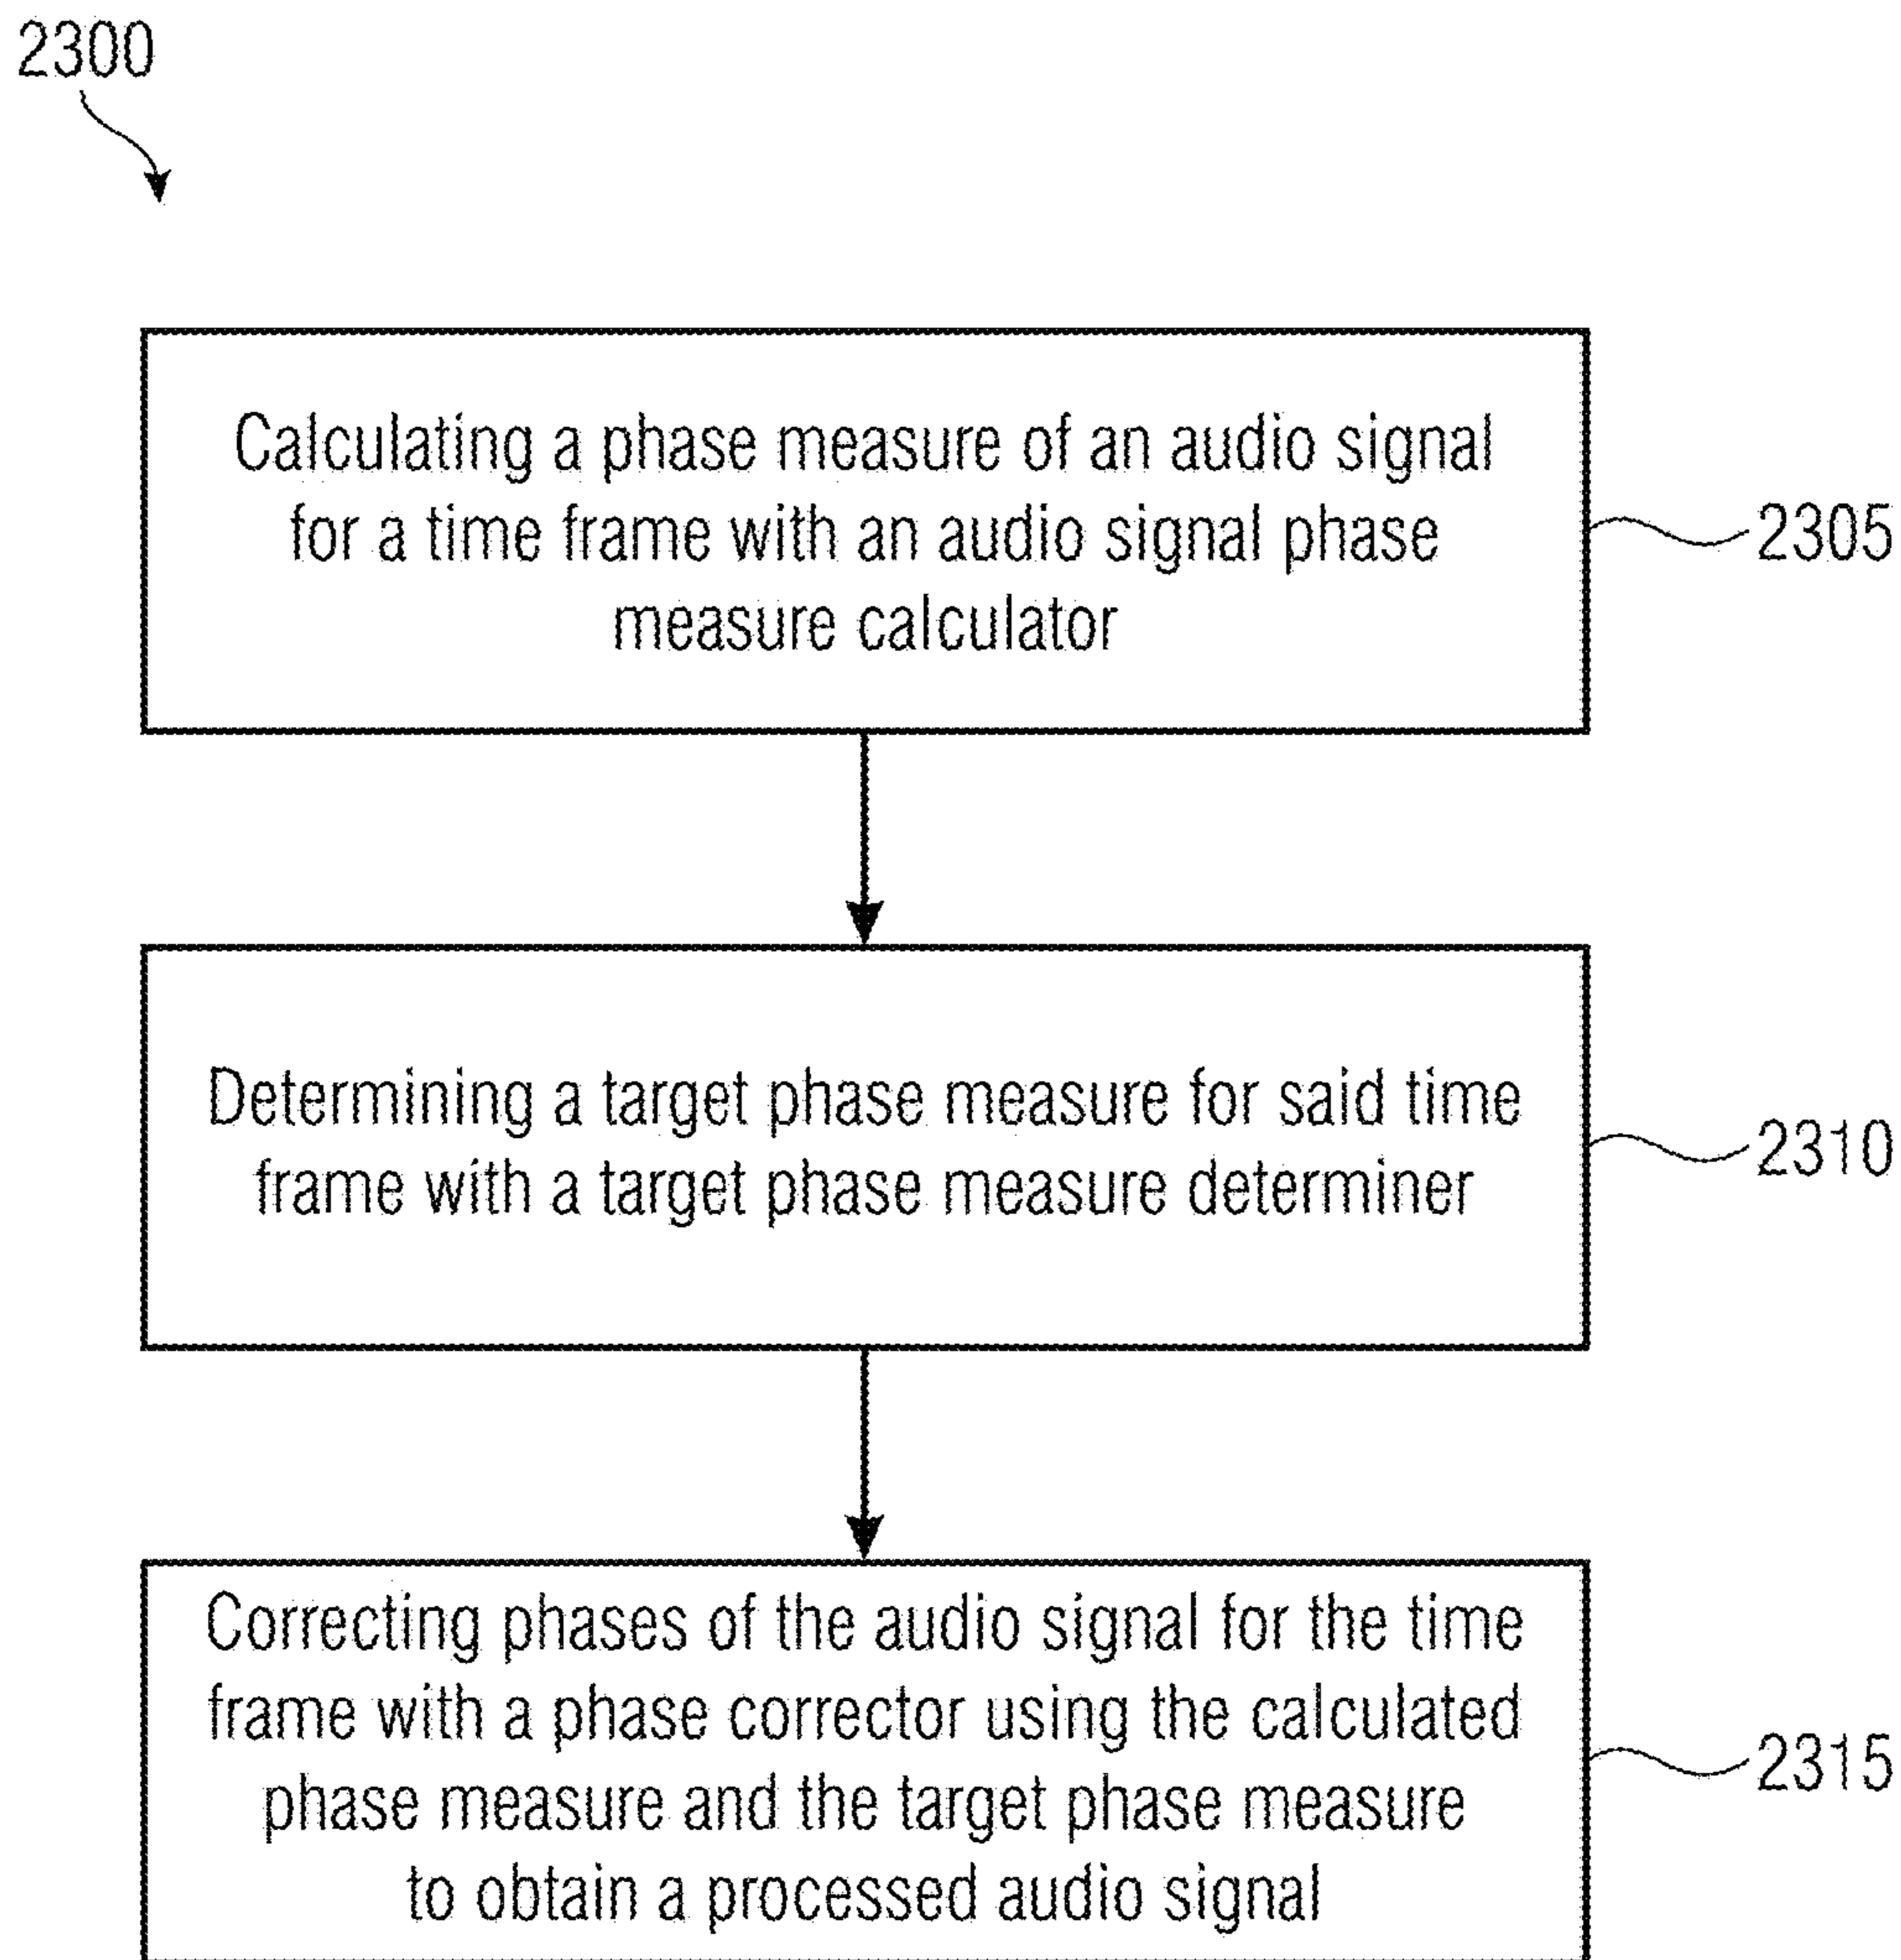 2300
Calculating a phase measure of an audio signal
for a time frame with an audio signal phase
measure calculator
2305
Determining a target phase measure for said time
frame with a target phase measure determiner
2310
Correcting phases of the audio signal for the time
frame with a phase corrector using the calculated
phase measure and the target phase measure
to obtain a processed audio signal
2315